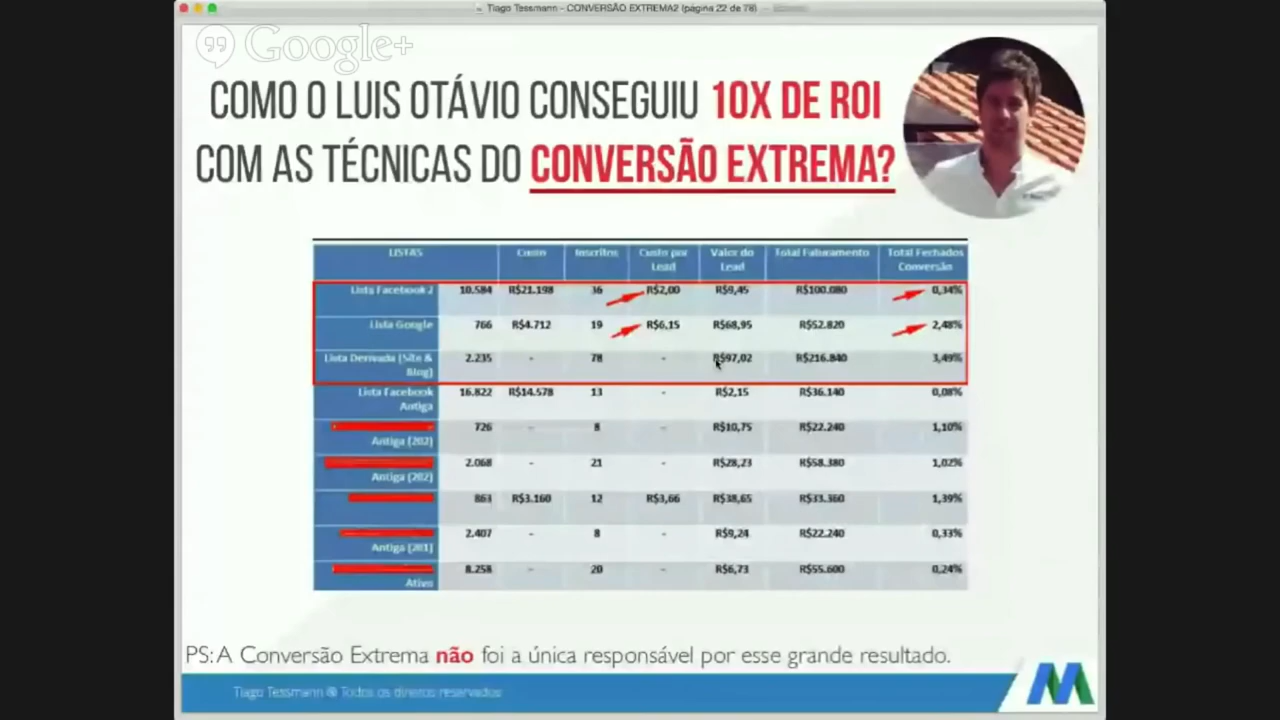 Tiago Tessmann - CONVERSÃO EXTREMA2 (página 22 de 78)
Google+
COMO O LUIS OTÁVIO CONSEGUIU 10X DE ROI
COM AS TÉCNICAS DO CONVERSÃO EXTREMA?
LISTAS Custo Inscritos Custo por Lead Valor do Lead Total Faturamento Total Fechados Conversão
Lista Facebook 2 10.584 R$21.198 36 R$2,00 R$9,45 R$100.080 0,34%
Lista Google 766 R$4.712 19 R$6,15 R$68,95 R$52.820 2,48%
Lista Derivada (Site & Blog) 2.235 - 78 - R$97,02 R$216.840 3,49%
Lista Facebook Antiga 16.822 R$14.578 13 - R$2,15 R$36.140 0,08%
Antiga (202) 726 - 8 - R$10,75 R$22.240 1,10%
Antiga (202) 2.068 - 21 - R$28,23 R$58.380 1,02%
863 R$3.160 12 R$3,66 R$38,65 R$33.360 1,39%
Antiga (201) 2.407 - 8 - R$9,24 R$22.240 0,33%
Ativo 8.258 - 20 - R$6,73 R$55.600 0,24%
PS: A Conversão Extrema não foi a única responsável por esse grande resultado.
Tiago Tessmann ® Todos os direitos reservados